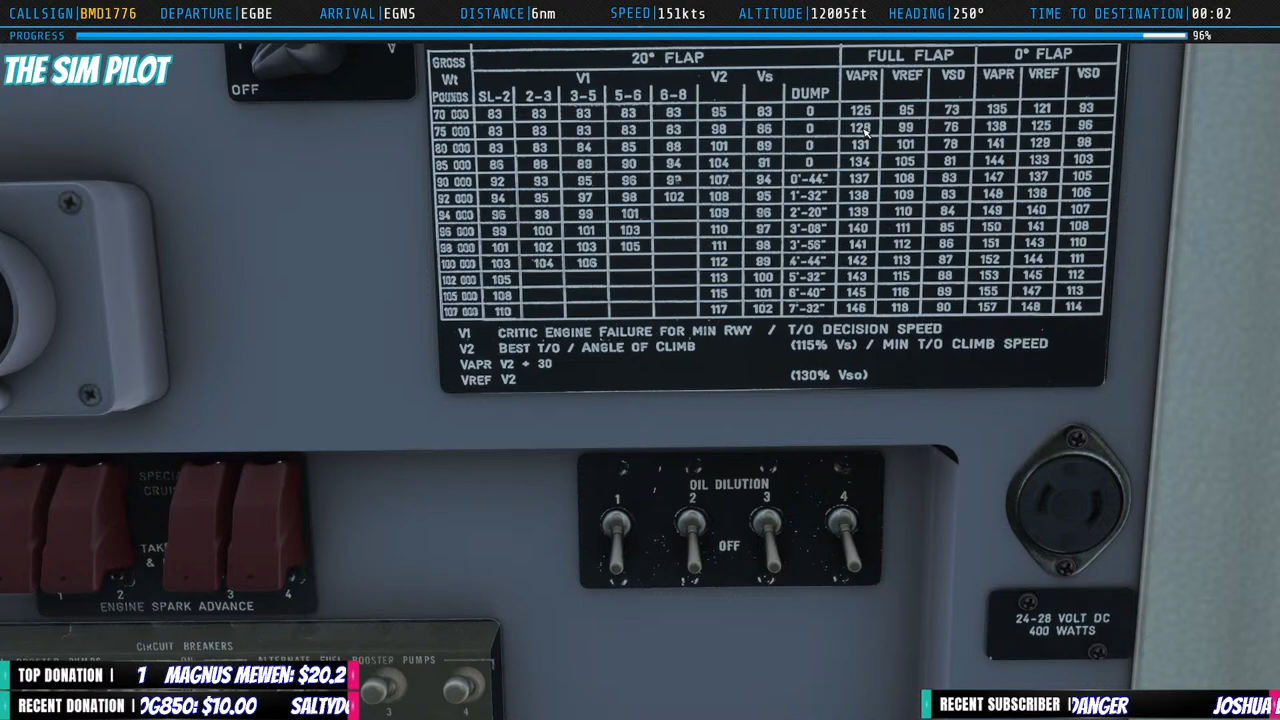 CALLSIGN|BMD1776 DEPARTURE|EGBE ARRIVAL|EGNS DISTANCE|6nm SPEED|151kts ALTITUDE|12005ft HEADING|250° TIME TO DESTINATION|00:02
PROGRESS 96%
THE SIM PILOT
OFF
GROSS Wt POUNDS 20° FLAP FULL FLAP 0° FLAP
V1 V2 Vs VAPR VREF VSO VAPR VREF VSO
SL-2 2-3 3-5 5-6 6-8 DUMP
70 000 83 83 83 83 83 95 83 0 125 95 73 135 121 93
75 000 83 83 83 83 83 98 86 0 99 76 138 125 96
80 000 83 83 84 85 88 101 89 0 131 101 78 141 129 98
85 000 86 88 89 90 94 104 91 0 134 105 81 144 133 103
90 000 92 93 95 96 107 94 0'-44" 137 108 83 147 137 105
92 000 94 95 97 98 102 108 95 1'-32" 138 109 83 148 138 106
94 000 96 98 99 101 109 96 2'-20" 139 110 84 149 140 107
96 000 99 100 101 103 110 97 3'-08" 140 111 85 150 141 108
98 000 101 102 103 105 111 98 3'-56" 141 112 86 151 143 110
100 000 103 104 106 112 99 4'-44" 142 113 87 152 144 111
102 000 105 113 100 5'-32" 143 115 88 153 145 112
105 000 108 115 101 6'-40" 145 116 89 155 147 113
107 000 110 117 102 7'-32" 146 118 90 157 148 114
V1 CRITIC ENGINE FAILURE FOR MIN RWY / T/O DECISION SPEED
V2 BEST T/O / ANGLE OF CLIMB (115% Vs) / MIN T/O CLIMB SPEED
VAPR V2 + 30
VREF V2 (130% Vso)
OIL DILUTION
1 2 3 4
OFF
1 2 3 4
ENGINE SPARK ADVANCE
24-28 VOLT DC
400 WATTS
CIRCUIT BREAKERS
ALTERNATE FUEL BOOSTER PUMPS
3 4
TOP DONATION | 1 MAGNUS MEWEN: $20.2
RECENT DONATION | OG850: $10.00 SALTYD
RECENT SUBSCRIBER | DANGER JOSHUA